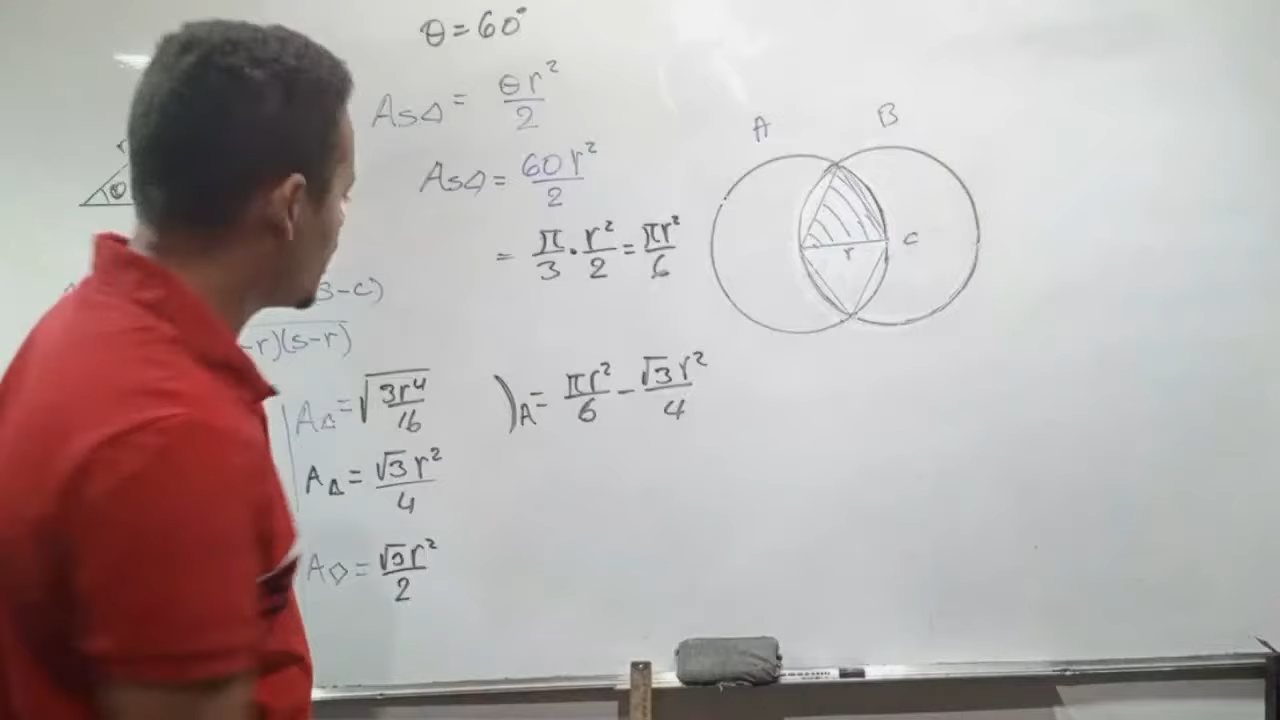 θ = 60°
As⊿ = θr²/2
As⊿ = 60r²/2
= π/3 · r²/2 = πr²/6
r
θ
s-c)
-r)(s-r)
A△ = √(3r⁴/16)
A△ = √3r²/4
A◇ = √3r²/2
)A = πr²/6 - √3r²/4
A B
r C